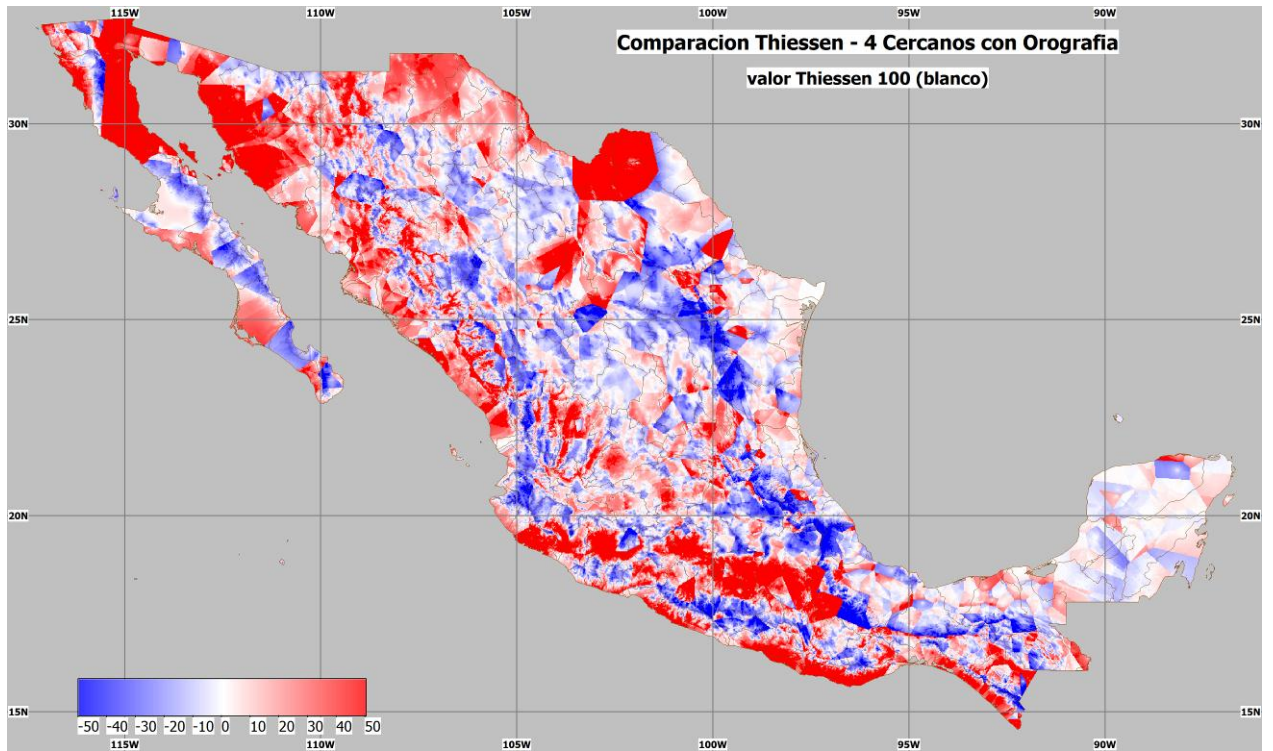 115W 110W 105W 100W 95W 90W
Comparacion Thiessen - 4 Cercanos con Orografia
valor Thiessen 100 (blanco)
30N 30N
25N 25N
20N 20N
15N 15N
-50 -40 -30 -20 -10 0 10 20 30 40 50
115W 110W 105W 100W 95W 90W